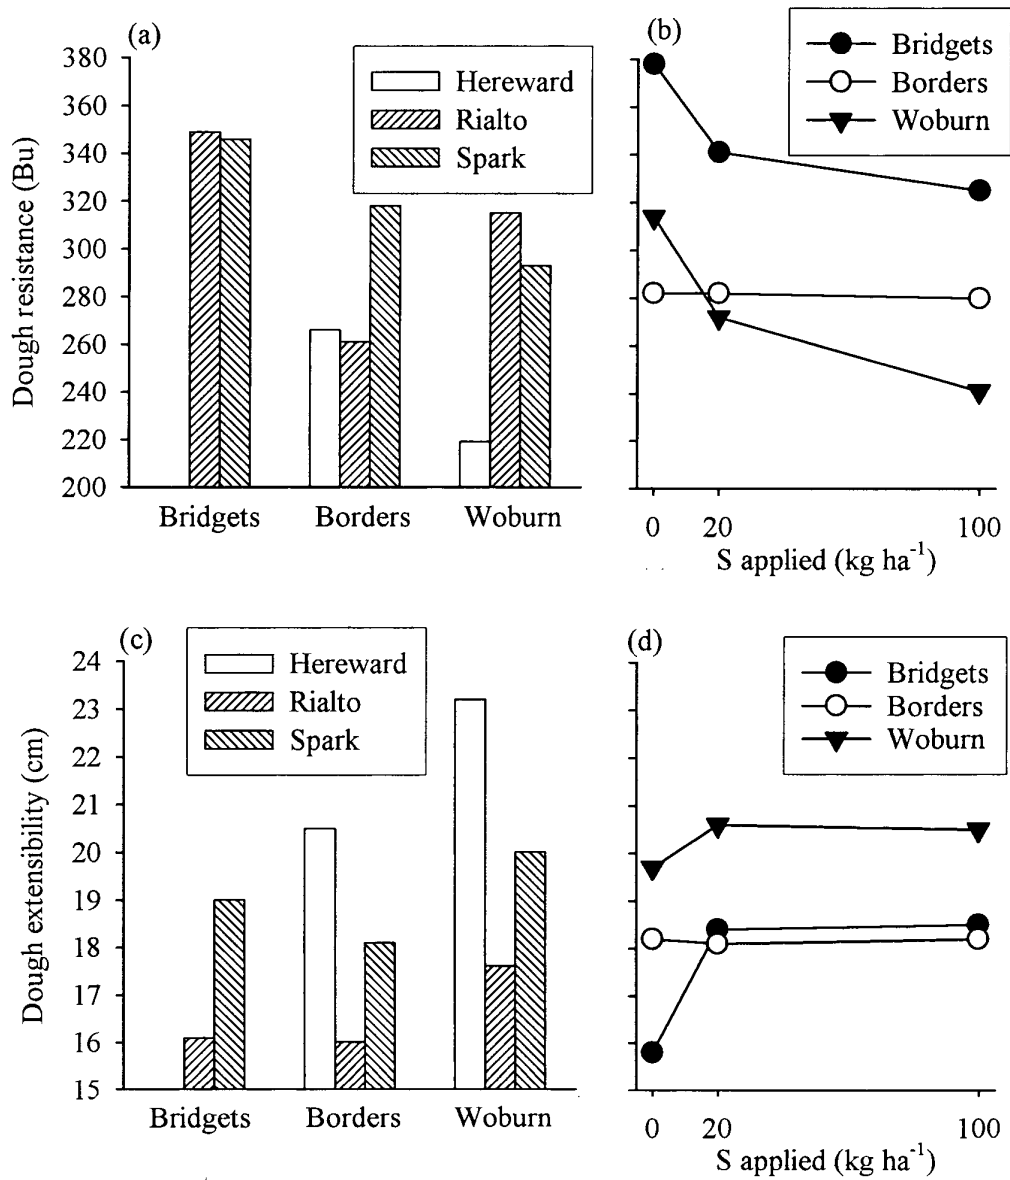 (a)
Dough resistance (Bu)
380
360
340
320
300
280
260
240
220
200
Hereward
Rialto
Spark
Bridgets Borders Woburn
(b)
Bridgets
Borders
Woburn
0 20 100
S applied (kg ha⁻¹)
(c)
Dough extensibility (cm)
24
23
22
21
20
19
18
17
16
15
Hereward
Rialto
Spark
Bridgets Borders Woburn
(d)
Bridgets
Borders
Woburn
0 20 100
S applied (kg ha⁻¹)